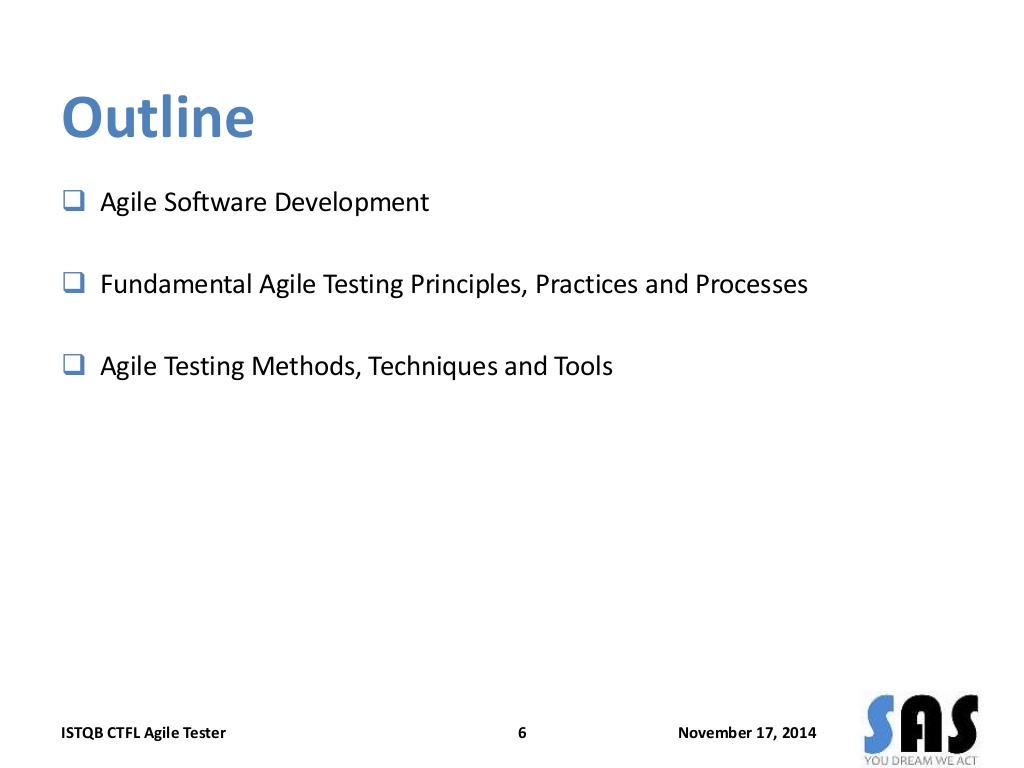 Outline
Agile Software Development
Fundamental Agile Testing Principles, Practices and Processes
Agile Testing Methods, Techniques and Tools
ISTQB CTFL Agile Tester
6
November 17, 2014
SAS
YOU DREAM WE ACT